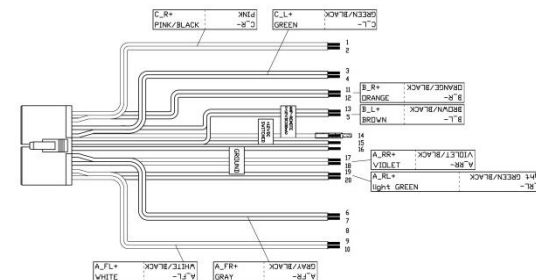 C_R+ PINK
PINK/BLACK C_R-
C_L+ GREEN/BLACK
GREEN C_L-
1
2
3
4
B_R+ ORANGE/BLACK
ORANGE B_R-
11
12
B_L+ BROWN/BLACK
BROWN B_L-
13
5
14
15
16
GROUND
17
18
A_RR+ VIOLET/BLACK
VIOLET A_RR-
19
20
A_RL+ GREEN/BLACK
light GREEN
6
7
8
9
10
A_FL+ WHITE/BLACK
WHITE A_FL-
A_FR+ GRAY/BLACK
GRAY A_FR-